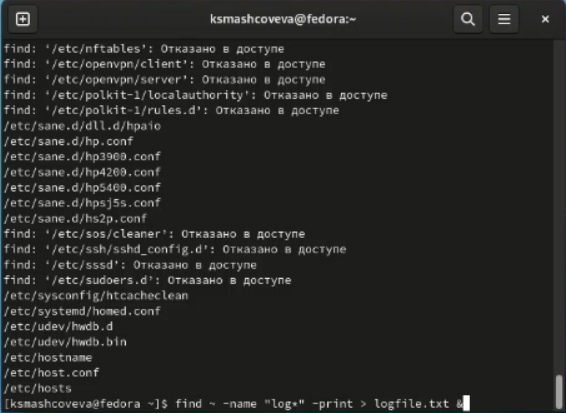 ksmashcoveva@fedora:~
find: ‘/etc/nftables’: Отказано в доступе
find: ‘/etc/openvpn/client’: Отказано в доступе
find: ‘/etc/openvpn/server’: Отказано в доступе
find: ‘/etc/polkit-1/localauthority’: Отказано в доступе
find: ‘/etc/polkit-1/rules.d’: Отказано в доступе
/etc/sane.d/dll.d/hpaio
/etc/sane.d/hp.conf
/etc/sane.d/hp3900.conf
/etc/sane.d/hp4200.conf
/etc/sane.d/hp5400.conf
/etc/sane.d/hpsj5s.conf
/etc/sane.d/hs2p.conf
find: ‘/etc/sos/cleaner’: Отказано в доступе
find: ‘/etc/ssh/sshd_config.d’: Отказано в доступе
find: ‘/etc/sssd’: Отказано в доступе
find: ‘/etc/sudoers.d’: Отказано в доступе
/etc/sysconfig/htcacheclean
/etc/systemd/homed.conf
/etc/udev/hwdb.d
/etc/udev/hwdb.bin
/etc/hostname
/etc/host.conf
/etc/hosts
[ksmashcoveva@fedora ~]$ find ~ -name "log*" -print > logfile.txt &